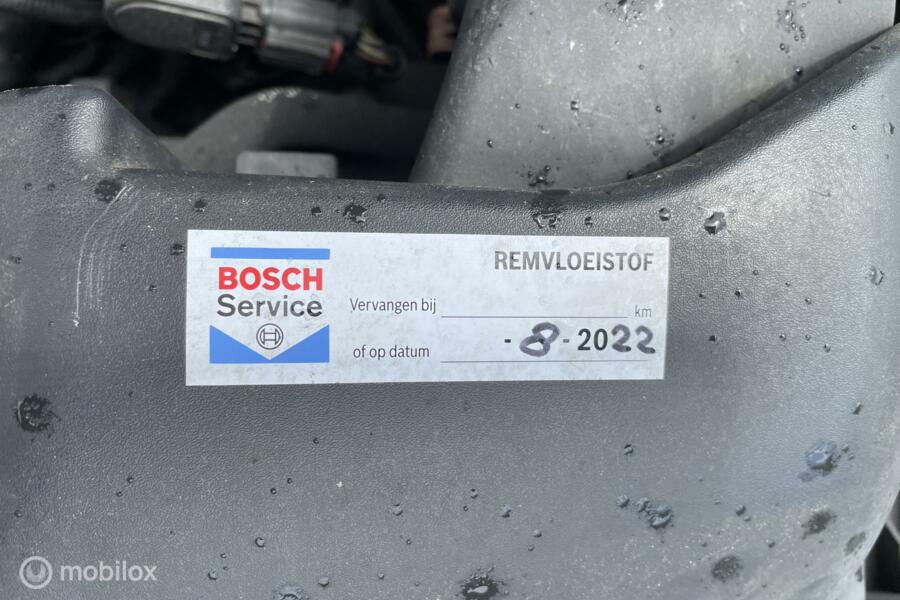 BOSCH
Service
REMVLOEISTOF
Vervangen bij km
of op datum - 8 - 2022
mobilox